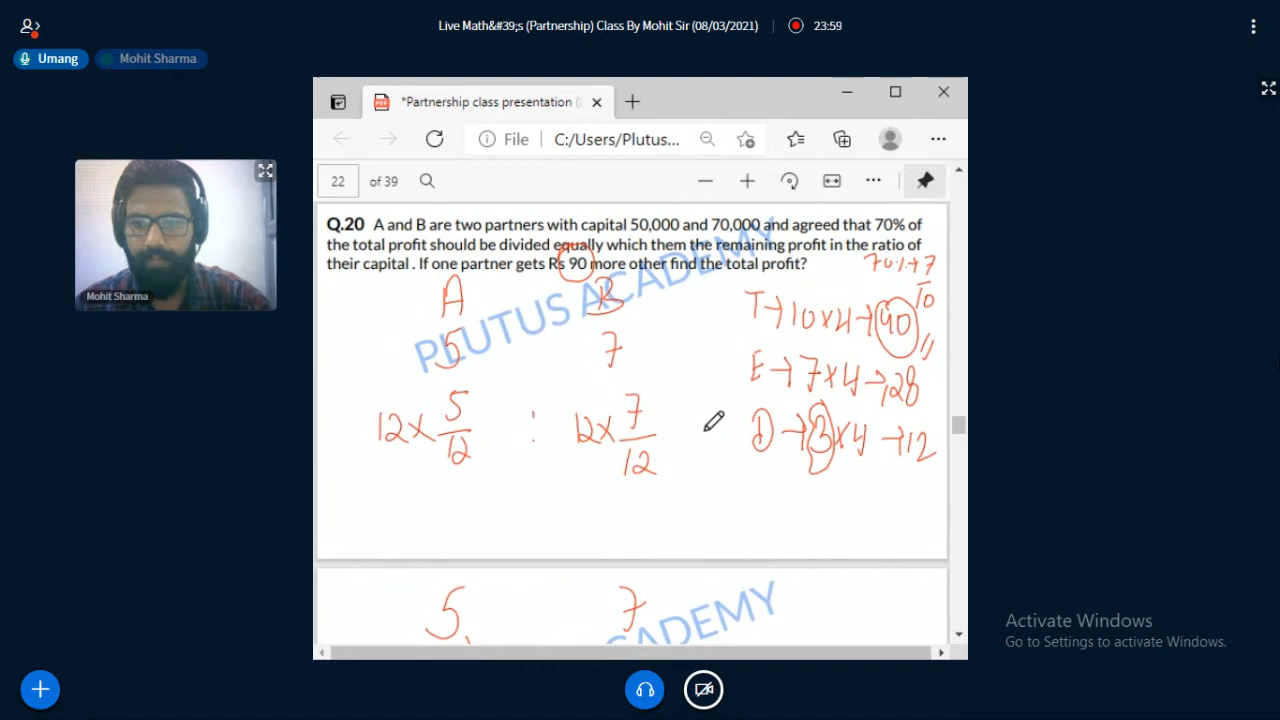 Live Math&#39;s (Partnership) Class By Mohit Sir (08/03/2021)
23:59
Umang
Mohit Sharma
*Partnership class presentation (
File
C:/Users/Plutus...
22
of 39
Mohit Sharma
Q.20 A and B are two partners with capital 50,000 and 70,000 and agreed that 70% of
the total profit should be divided equally which them the remaining profit in the ratio of
their capital . If one partner gets Rs 90 more other find the total profit?
PLUTUS ACADEMY
70% → 7/10
A B
5 7
12 × 5/12 : 12 × 7/12
T → 10 × 4 → 40
E → 7 × 4 → 28
D → 3 × 4 → 12
5 7
ACADEMY
Activate Windows
Go to Settings to activate Windows.